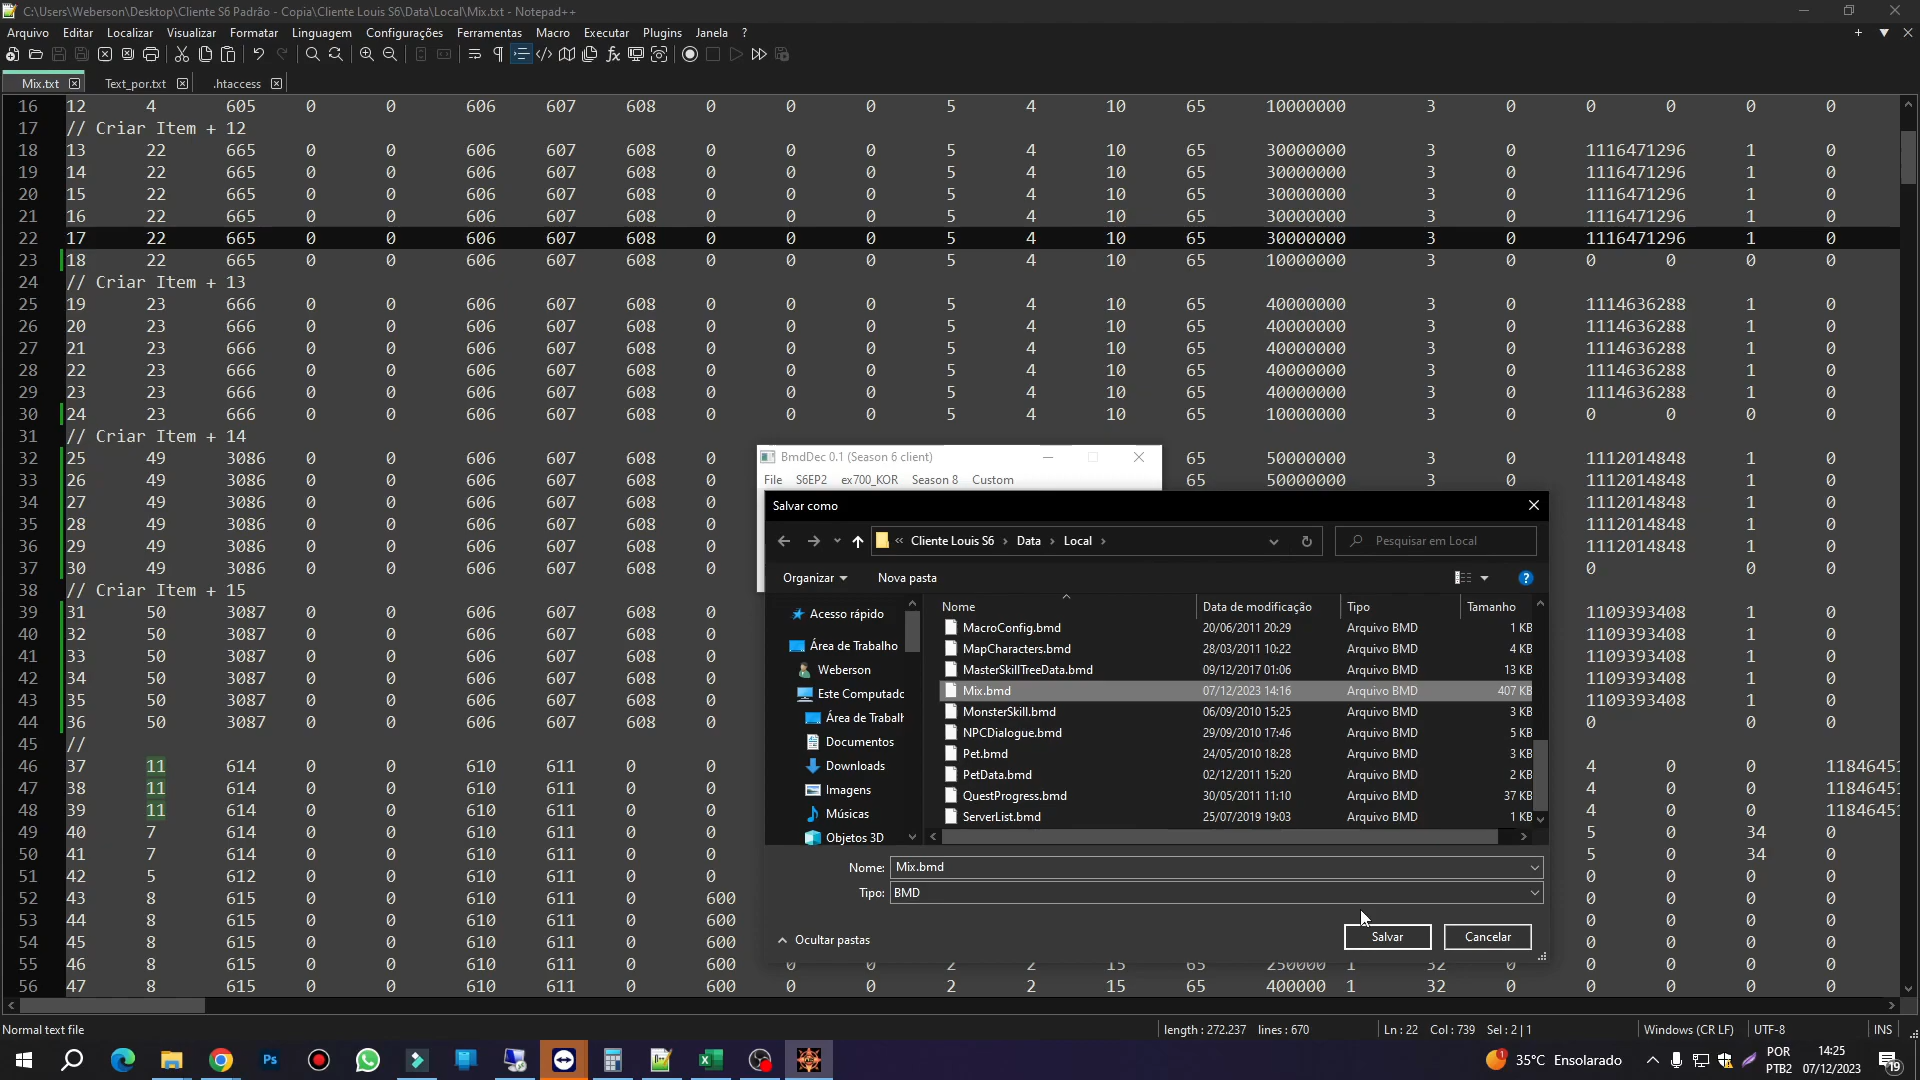 C:\Users\Weberson\Desktop\Cliente S6 Padrão - Copia\Cliente Louis S6\Data\Local\Mix.txt - Notepad++
Arquivo Editar Localizar Visualizar Formatar Linguagem Configurações Ferramentas Macro Executar Plugins Janela ?
Mix.txt Text_por.txt .htaccess
16 12 4 605 0 0 606 607 608 0 0 0 5 4 10 65 10000000 3 0 0 0 0 0
17 // Criar Item + 12
18 13 22 665 0 0 606 607 608 0 0 0 5 4 10 65 30000000 3 0 1116471296 1 0
19 14 22 665 0 0 606 607 608 0 0 0 5 4 10 65 30000000 3 0 1116471296 1 0
20 15 22 665 0 0 606 607 608 0 0 0 5 4 10 65 30000000 3 0 1116471296 1 0
21 16 22 665 0 0 606 607 608 0 0 0 5 4 10 65 30000000 3 0 1116471296 1 0
22 17 22 665 0 0 606 607 608 0 0 0 5 4 10 65 30000000 3 0 1116471296 1 0
23 18 22 665 0 0 606 607 608 0 0 0 5 4 10 65 10000000 3 0 0 0 0 0
24 // Criar Item + 13
25 19 23 666 0 0 606 607 608 0 0 0 5 4 10 65 40000000 3 0 1114636288 1 0
26 20 23 666 0 0 606 607 608 0 0 0 5 4 10 65 40000000 3 0 1114636288 1 0
27 21 23 666 0 0 606 607 608 0 0 0 5 4 10 65 40000000 3 0 1114636288 1 0
28 22 23 666 0 0 606 607 608 0 0 0 5 4 10 65 40000000 3 0 1114636288 1 0
29 23 23 666 0 0 606 607 608 0 0 0 5 4 10 65 40000000 3 0 1114636288 1 0
30 24 23 666 0 0 606 607 608 0 0 0 5 4 10 65 10000000 3 0 0 0 0 0
31 // Criar Item + 14
32 25 49 3086 0 0 606 607 608 0 65 50000000 3 0 1112014848 1 0
33 26 49 3086 0 0 606 607 608 0 65 50000000 3 0 1112014848 1 0
34 27 49 3086 0 0 606 607 608 0 1112014848 1 0
35 28 49 3086 0 0 606 607 608 0 1112014848 1 0
36 29 49 3086 0 0 606 607 608 0 1112014848 1 0
37 30 49 3086 0 0 606 607 608 0 0 0 0
38 // Criar Item + 15
39 31 50 3087 0 0 606 607 608 0 1109393408 1 0
40 32 50 3087 0 0 606 607 608 0 1109393408 1 0
41 33 50 3087 0 0 606 607 608 0 1109393408 1 0
42 34 50 3087 0 0 606 607 608 0 1109393408 1 0
43 35 50 3087 0 0 606 607 608 0 1109393408 1 0
44 36 50 3087 0 0 606 607 608 0 0 0 0
45 //
46 37 11 614 0 0 610 611 0 0 4 0 0 11846451
47 38 11 614 0 0 610 611 0 0 4 0 0 11846451
48 39 11 614 0 0 610 611 0 0 4 0 0 11846451
49 40 7 614 0 0 610 611 0 0 5 0 34 0
50 41 7 614 0 0 610 611 0 0 5 0 34 0
51 42 5 612 0 0 610 611 0 0 0 0 0 0
52 43 8 615 0 0 610 611 0 600 0 0 0 0
53 44 8 615 0 0 610 611 0 600 0 0 0 0
54 45 8 615 0 0 610 611 0 600 0 0 0 0
55 46 8 615 0 0 610 611 0 600 0 0 2 2 15 65 250000 1 32 0 0 0 0 0
56 47 8 615 0 0 610 611 0 600 0 0 2 2 15 65 400000 1 32 0 0 0 0 0
BmdDec 0.1 (Season 6 client)
File S6EP2 ex700_KOR Season 8 Custom
Salvar como
« Cliente Louis S6 › Data › Local › Pesquisar em Local
Organizar Nova pasta
Acesso rápido
Área de Trabalho
Weberson
Este Computadc
Área de Trabalh
Documentos
Downloads
Imagens
Músicas
Objetos 3D
Nome Data de modificação Tipo Tamanho
MacroConfig.bmd 20/06/2011 20:29 Arquivo BMD 1 KB
MapCharacters.bmd 28/03/2011 10:22 Arquivo BMD 4 KB
MasterSkillTreeData.bmd 09/12/2017 01:06 Arquivo BMD 13 KB
Mix.bmd 07/12/2023 14:16 Arquivo BMD 407 KB
MonsterSkill.bmd 06/09/2010 15:25 Arquivo BMD 3 KB
NPCDialogue.bmd 29/09/2010 17:46 Arquivo BMD 5 KB
Pet.bmd 24/05/2010 18:28 Arquivo BMD 3 KB
PetData.bmd 02/12/2011 15:20 Arquivo BMD 2 KB
QuestProgress.bmd 30/05/2011 11:10 Arquivo BMD 37 KB
ServerList.bmd 25/07/2019 19:03 Arquivo BMD 1 KB
Nome: Mix.bmd
Tipo: BMD
Ocultar pastas Salvar Cancelar
Normal text file length : 272.237 lines : 670 Ln : 22 Col : 739 Sel : 2 | 1 Windows (CR LF) UTF-8 INS
Ps 1 35°C Ensolarado POR PTB2 14:25 07/12/2023 19